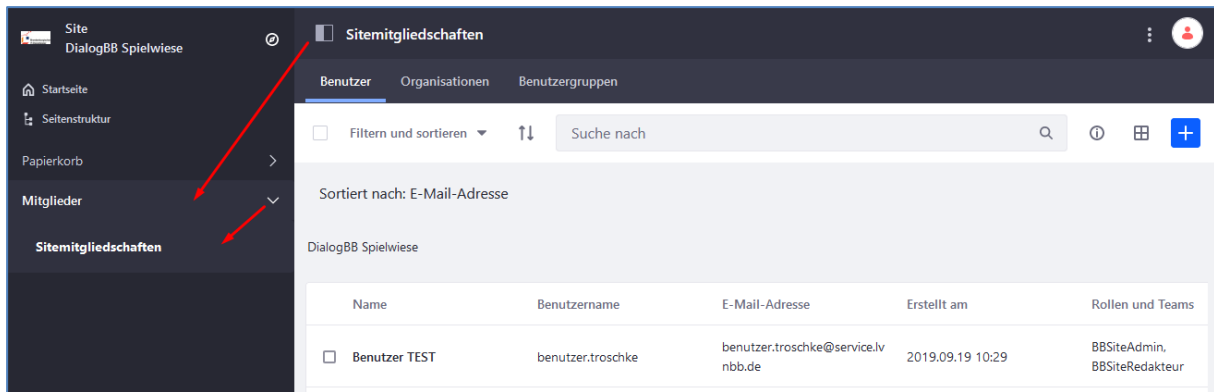 Site
DialogBB Spielwiese
Startseite
Seitenstruktur
Papierkorb
Mitglieder
Sitemitgliedschaften
Sitemitgliedschaften
Benutzer Organisationen Benutzergruppen
Filtern und sortieren Suche nach
Sortiert nach: E-Mail-Adresse
DialogBB Spielwiese
Name Benutzername E-Mail-Adresse Erstellt am Rollen und Teams
Benutzer TEST benutzer.troschke benutzer.troschke@service.lv 2019.09.19 10:29 BBSiteAdmin,
nbb.de BBSiteRedakteur